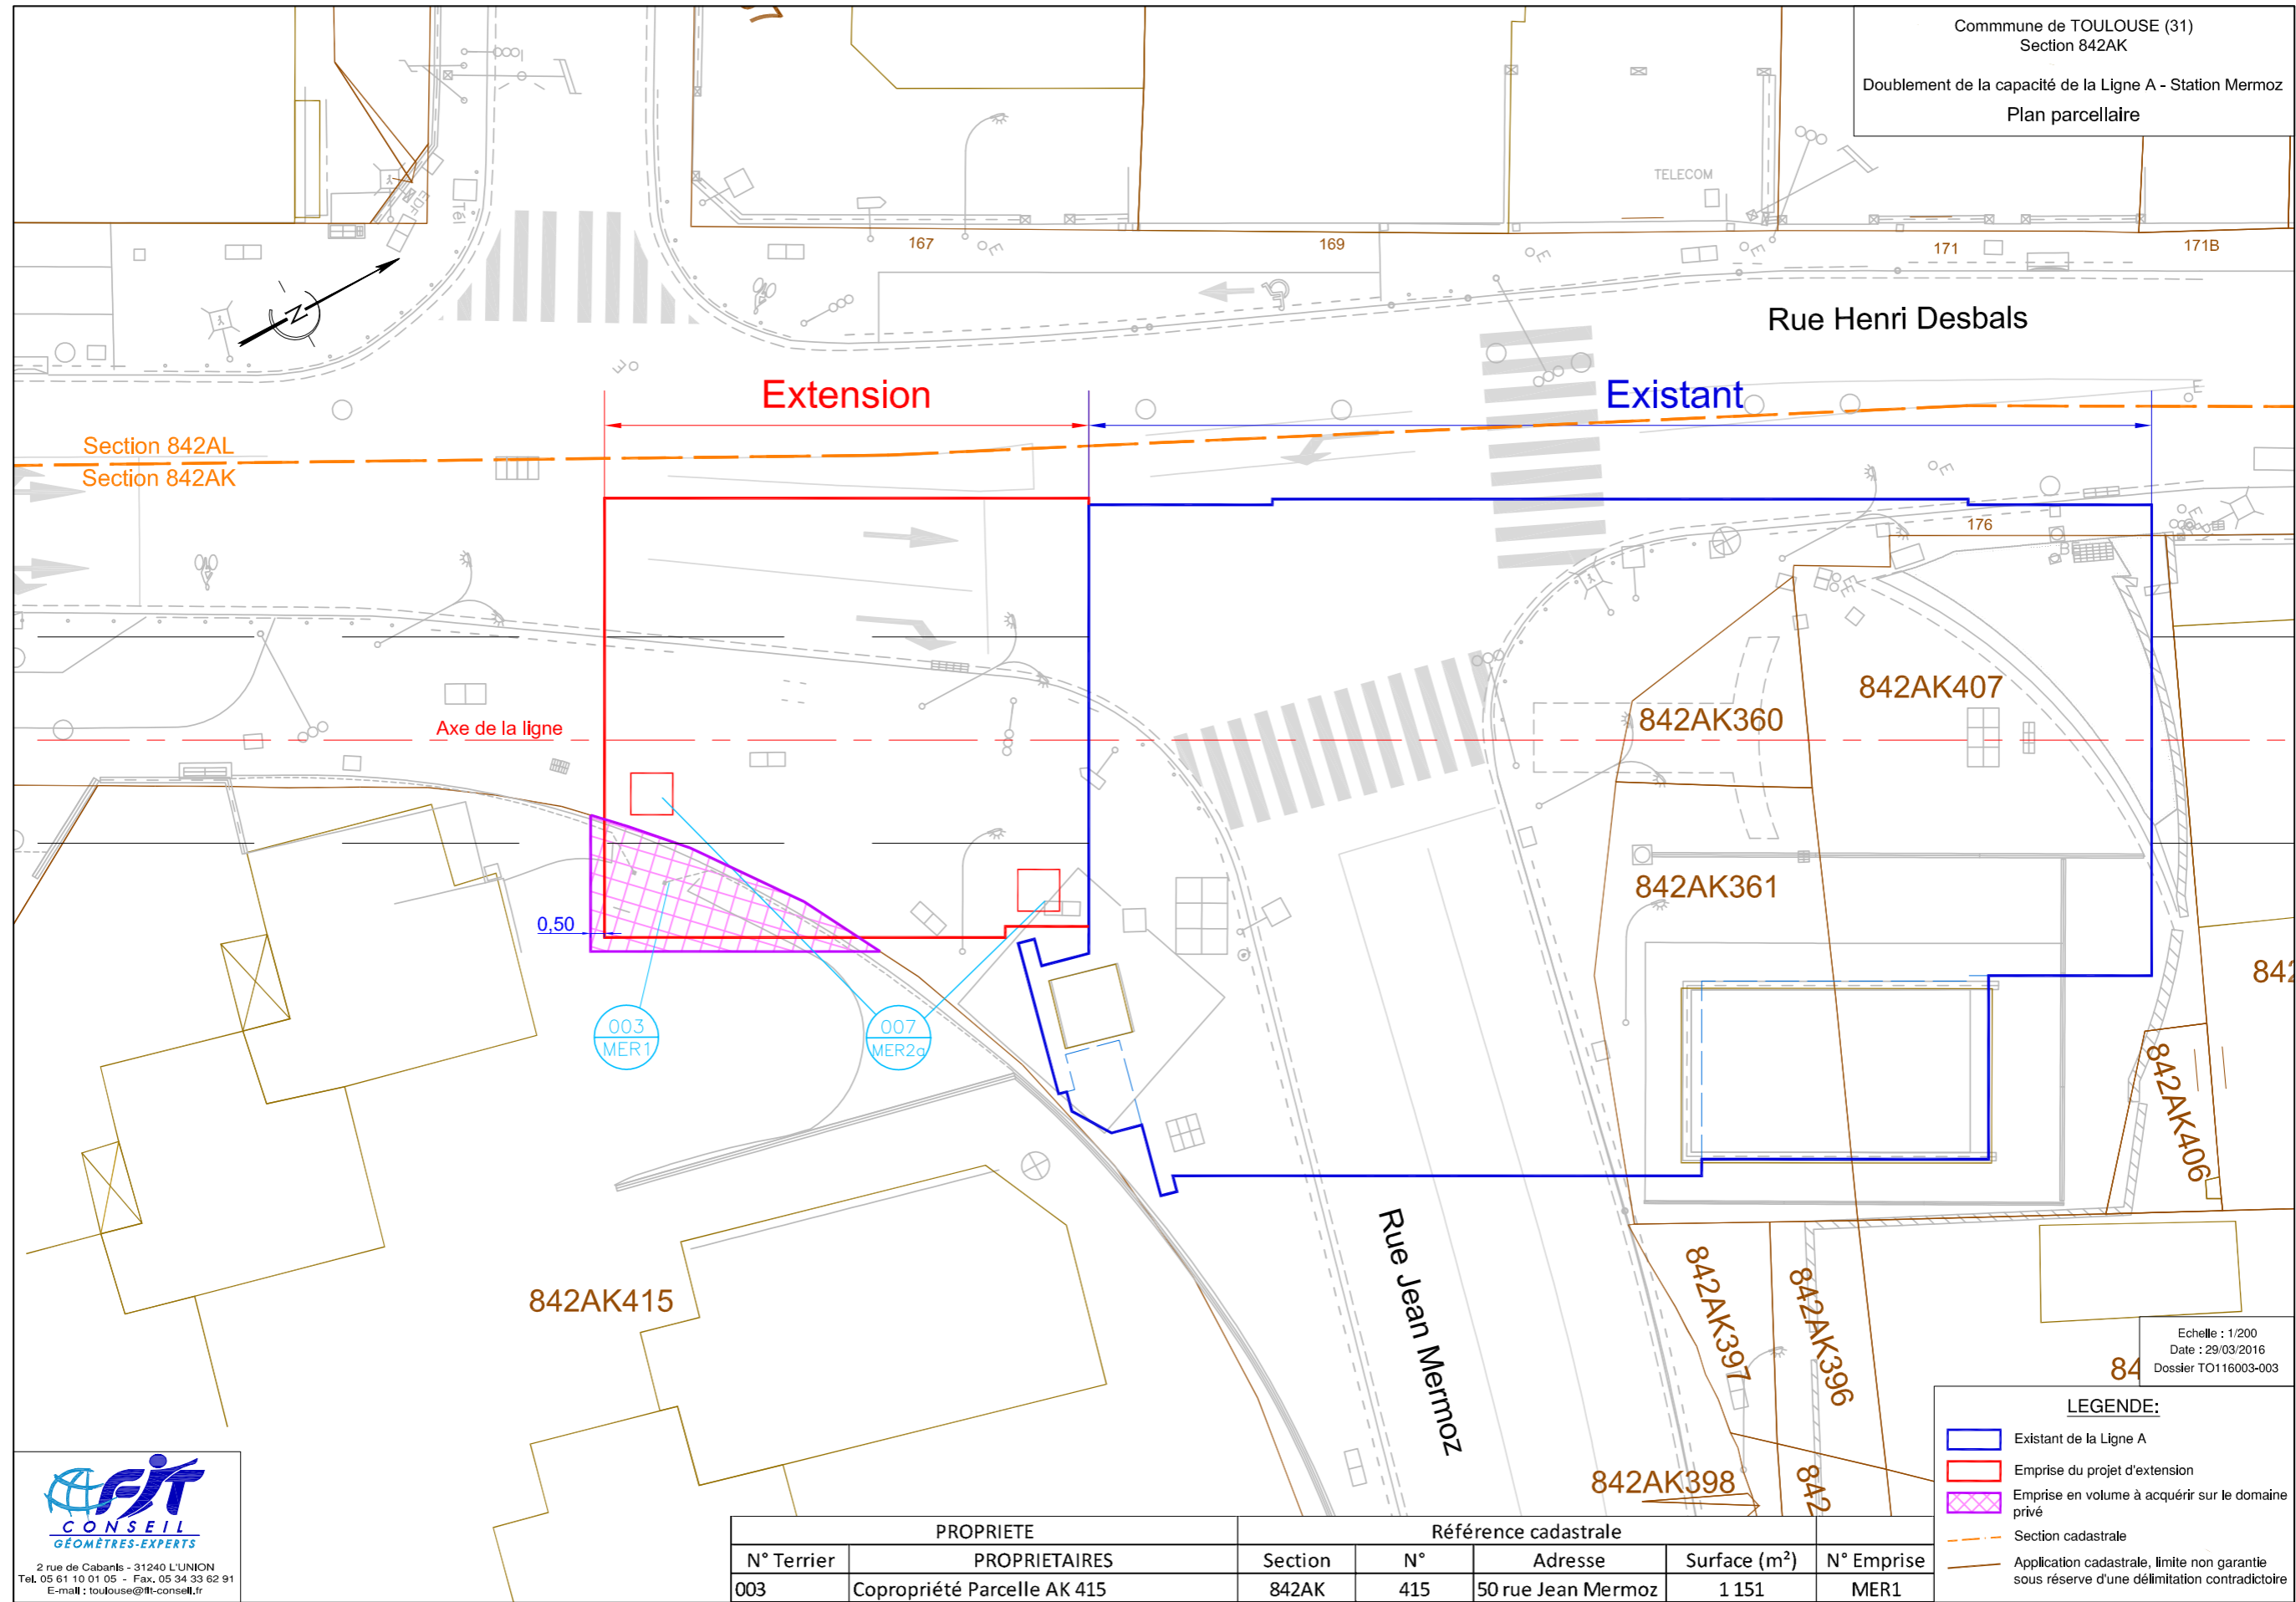 Commmune de TOULOUSE (31)
Section 842AK
Doublement de la capacité de la Ligne A - Station Mermoz
Plan parcellaire
TELECOM
EDF
Tél
167
169
171
171B
N
Rue Henri Desbals
Extension
Existant
Section 842AL
Section 842AK
176
842AK407
842AK360
Axe de la ligne
842AK361
0,50
003
MER1
007
MER2a
842
842AK406
842AK415
Rue Jean Mermoz
842AK397
842AK396
842AK398
842
84
Echelle : 1/200
Date : 29/03/2016
Dossier TO116003-003
LEGENDE:
Existant de la Ligne A
Emprise du projet d'extension
Emprise en volume à acquérir sur le domaine
privé
Section cadastrale
Application cadastrale, limite non garantie
sous réserve d'une délimitation contradictoire
FIT
CONSEIL
GÉOMÈTRES-EXPERTS
2 rue de Cabanis - 31240 L'UNION
Tel. 05 61 10 01 05 - Fax. 05 34 33 62 91
E-mail : toulouse@fit-conseil.fr
PROPRIETE Référence cadastrale
N° Terrier PROPRIETAIRES Section N° Adresse Surface (m²) N° Emprise
003 Copropriété Parcelle AK 415 842AK 415 50 rue Jean Mermoz 1 151 MER1